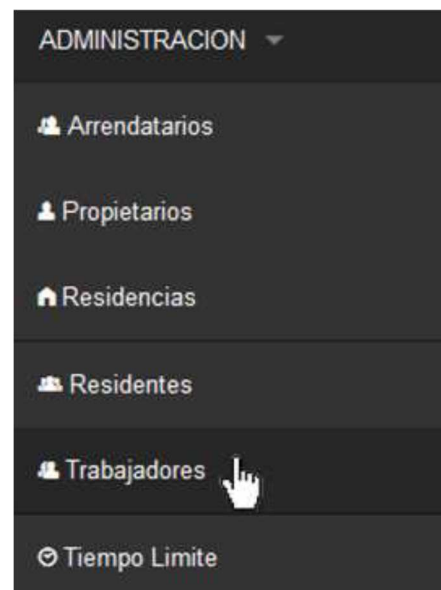 ADMINISTRACION
Arrendatarios
Propietarios
Residencias
Residentes
Trabajadores
Tiempo Limite